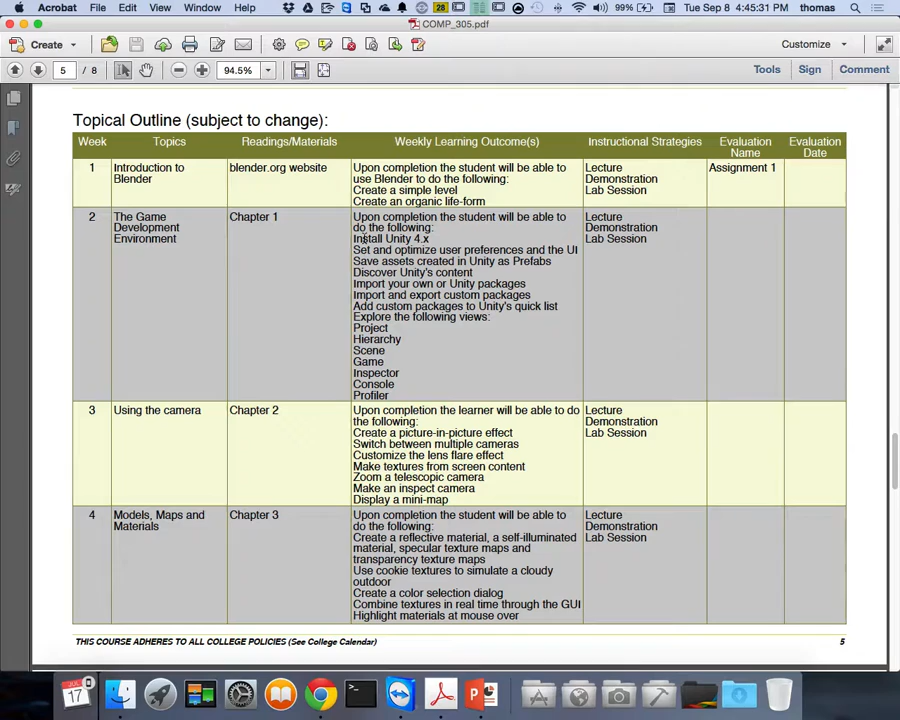 Acrobat File Edit View Window Help 28 99% Tue Sep 8 4:45:31 PM thomas
COMP_305.pdf
Create Customize
5 / 8 94.5% Tools Sign Comment
Topical Outline (subject to change):
Week Topics Readings/Materials Weekly Learning Outcome(s) Instructional Strategies Evaluation Name Evaluation Date
1 Introduction to Blender blender.org website
Upon completion the student will be able to
use Blender to do the following:
Create a simple level
Create an organic life-form
Lecture
Demonstration
Lab Session
Assignment 1
2 The Game Development Environment Chapter 1
Upon completion the student will be able to
do the following:
Install Unity 4.x
Set and optimize user preferences and the UI
Save assets created in Unity as Prefabs
Discover Unity's content
Import your own or Unity packages
Import and export custom packages
Add custom packages to Unity's quick list
Explore the following views:
Project
Hierarchy
Scene
Game
Inspector
Console
Profiler
Lecture
Demonstration
Lab Session
3 Using the camera Chapter 2
Upon completion the learner will be able to do
the following:
Create a picture-in-picture effect
Switch between multiple cameras
Customize the lens flare effect
Make textures from screen content
Zoom a telescopic camera
Make an inspect camera
Display a mini-map
Lecture
Demonstration
Lab Session
4 Models, Maps and Materials Chapter 3
Upon completion the student will be able to
do the following:
Create a reflective material, a self-illuminated
material, specular texture maps and
transparency texture maps
Use cookie textures to simulate a cloudy
outdoor
Create a color selection dialog
Combine textures in real time through the GUI
Highlight materials at mouse over
Lecture
Demonstration
Lab Session
THIS COURSE ADHERES TO ALL COLLEGE POLICIES (See College Calendar) 5
JUL 17